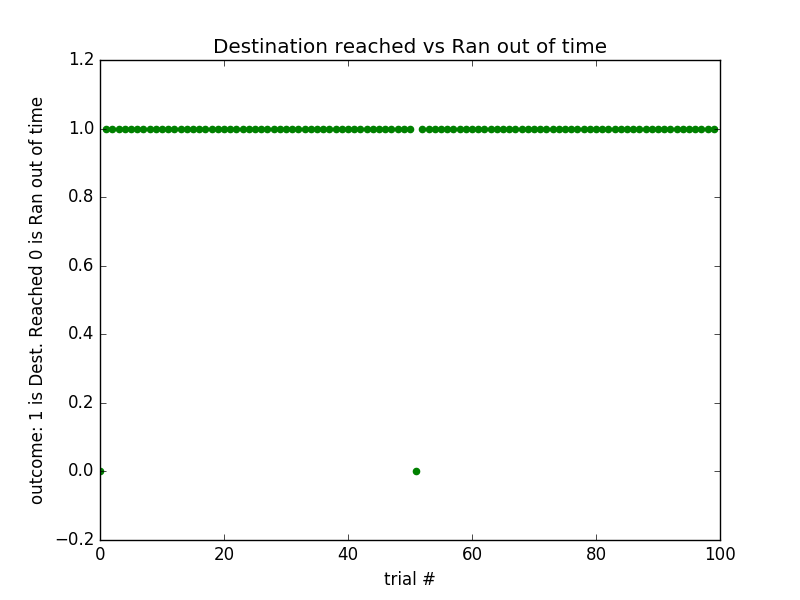 Destination reached vs Ran out of time
outcome: 1 is Dest. Reached 0 is Ran out of time
1.2
1.0
0.8
0.6
0.4
0.2
0.0
−0.2
0 20 40 60 80 100
trial #